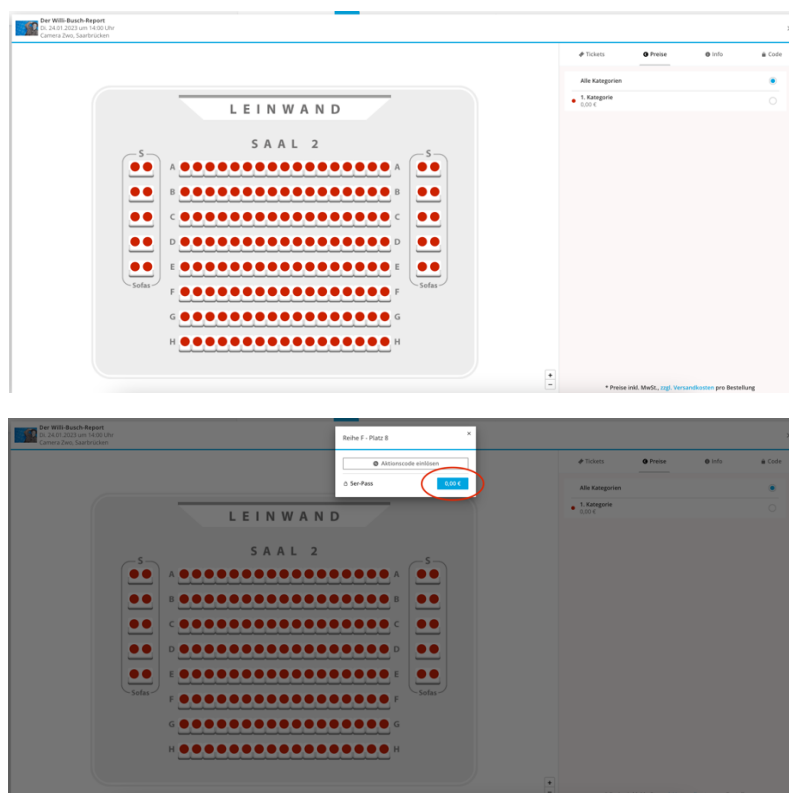 Der Willi-Busch-Report
Di. 24.01.2023 um 14:00 Uhr
Camera Zwo, Saarbrücken
Tickets Preise Info Code
Alle Kategorien
1. Kategorie
0,00 €
LEINWAND
SAAL 2
S S
A A
B B
C C
D D
E E
Sofas F F Sofas
G G
H H
+
−
* Preise inkl. MwSt., zzgl. Versandkosten pro Bestellung
Der Willi-Busch-Report
Di. 24.01.2023 um 14:00 Uhr
Camera Zwo, Saarbrücken
Reihe F - Platz 8 ×
Aktionscode einlösen
5er-Pass 0,00 €
Tickets Preise Info Code
Alle Kategorien
1. Kategorie
0,00 €
LEINWAND
SAAL 2
S S
A A
B B
C C
D D
E E
Sofas F F Sofas
G G
H H
+